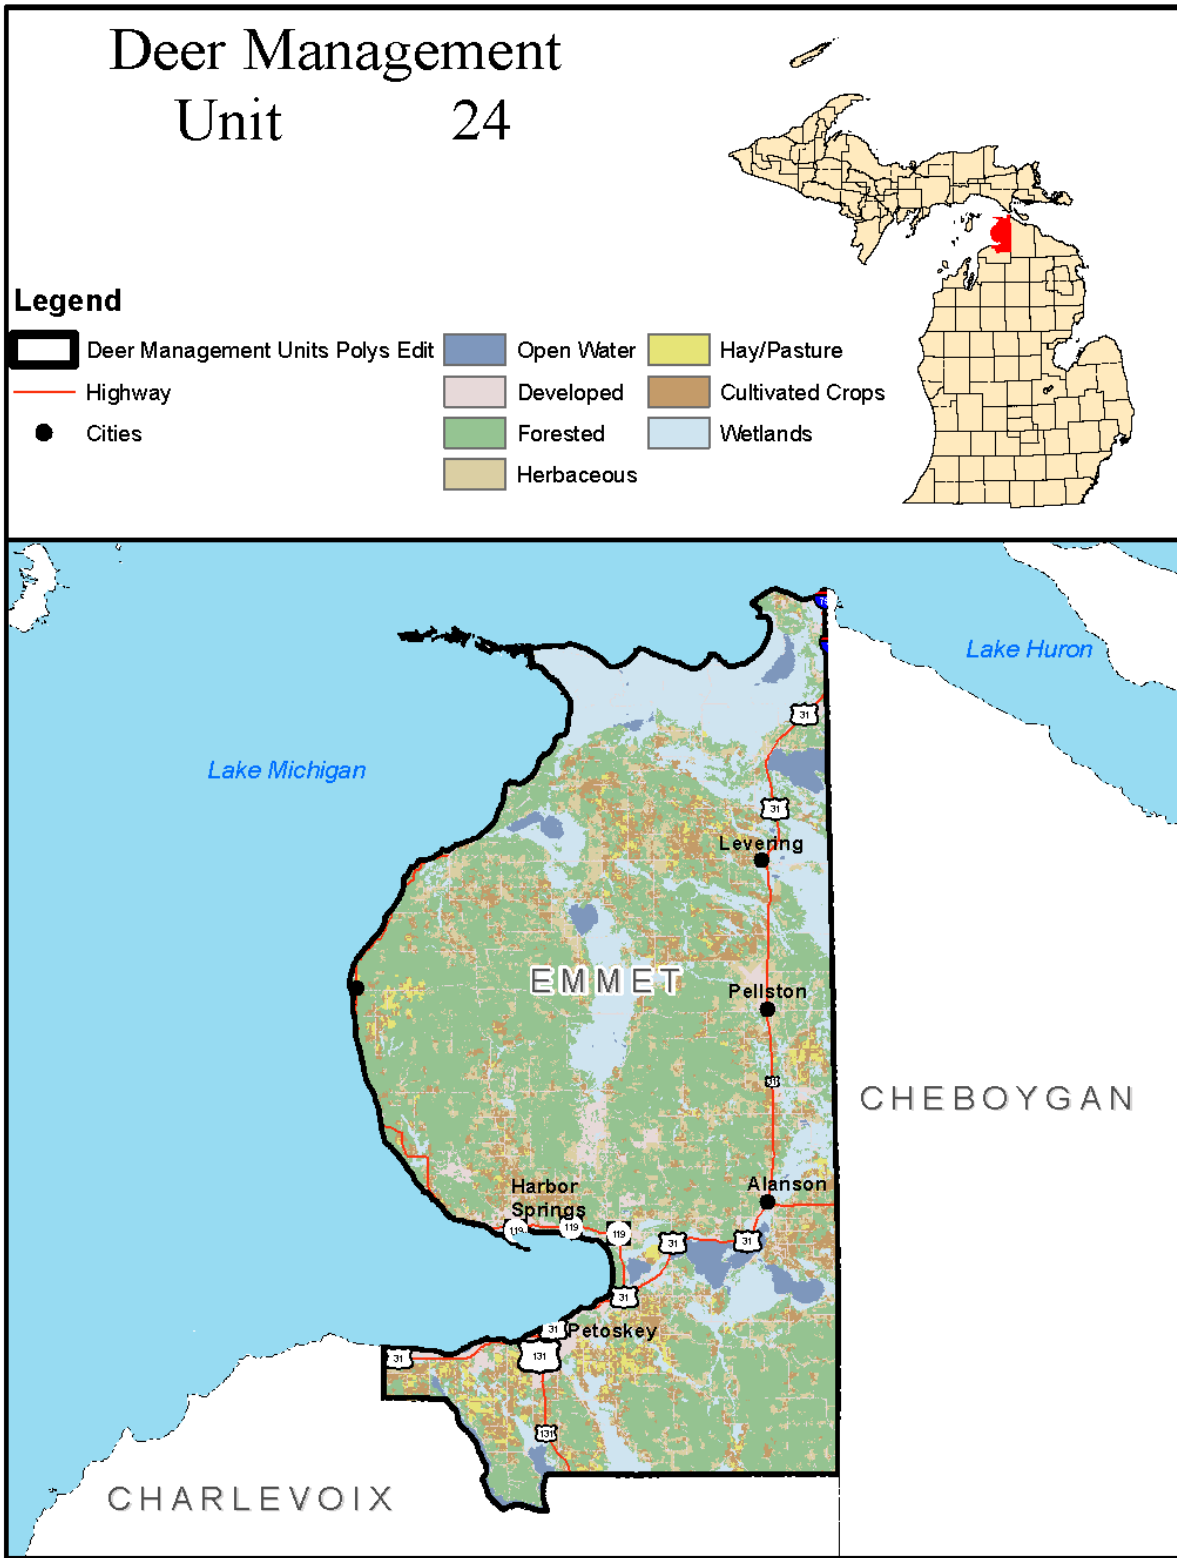 Deer Management
Unit 24
Legend
Deer Management Units Polys Edit
Highway
Cities
Open Water
Developed
Forested
Herbaceous
Hay/Pasture
Cultivated Crops
Wetlands
Lake Huron
31
Lake Michigan
31
Levering
EMMET
Pellston
31
CHEBOYGAN
Alanson
Harbor
Springs
119
119
119
31
31
31
31
Petoskey
31
131
131
CHARLEVOIX